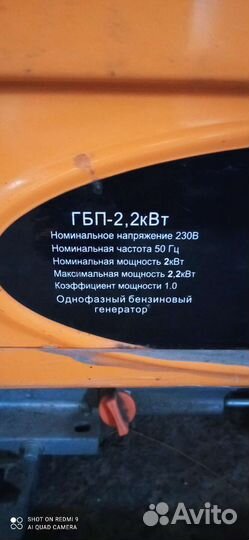 ГБП-2,2кВт
Номинальное напряжение 230В
Номинальная частота 50 Гц
Номинальная мощность 2кВт
Максимальная мощность 2,2кВт
Коэффициент мощности 1.0
Однофазный бензиновый
генератор
SHOT ON REDMI 9
AI QUAD CAMERA
Avito